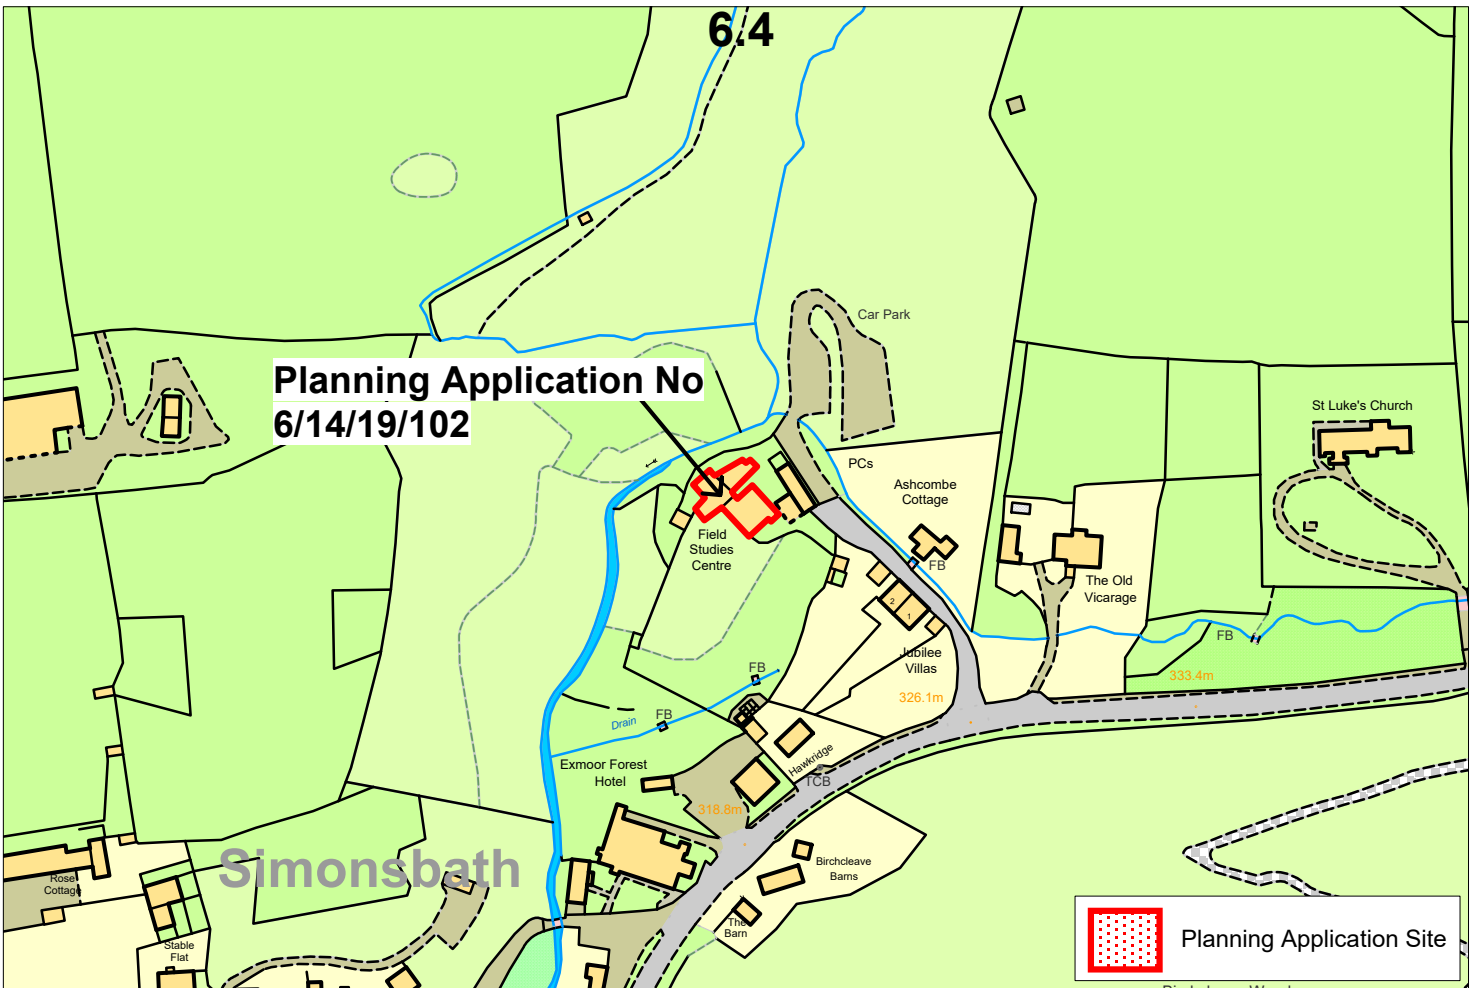 6.4
Car Park
Planning Application No
6/14/19/102
St Luke's Church
PCs
Ashcombe
Cottage
Field
Studies
Centre
FB
The Old
Vicarage
2
1
FB
Jubilee
Villas
FB
333.4m
326.1m
FB
Drain
Hawkridge
Exmoor Forest
Hotel
TCB
318.8m
Simonsbath
Birchcleave
Barns
Rose
Cottage
The
Barn
Stable
Flat
Planning Application Site